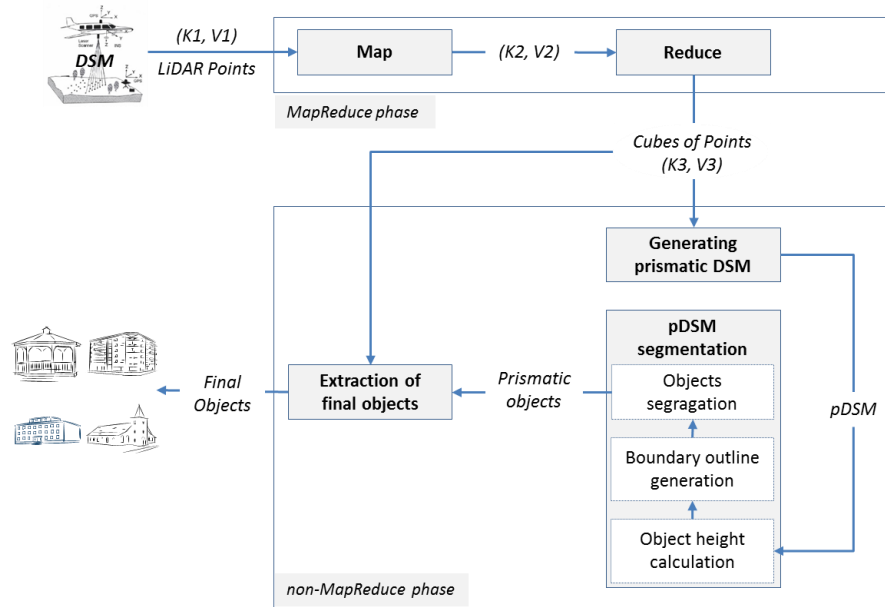 (K1, V1)
DSM
LiDAR Points
Map
(K2, V2)
Reduce
MapReduce phase
Cubes of Points
(K3, V3)
Generating
prismatic DSM
pDSM
segmentation
Objects
segragation
Boundary outline
generation
Object height
calculation
pDSM
Prismatic
objects
Extraction of
final objects
Final
Objects
non-MapReduce phase